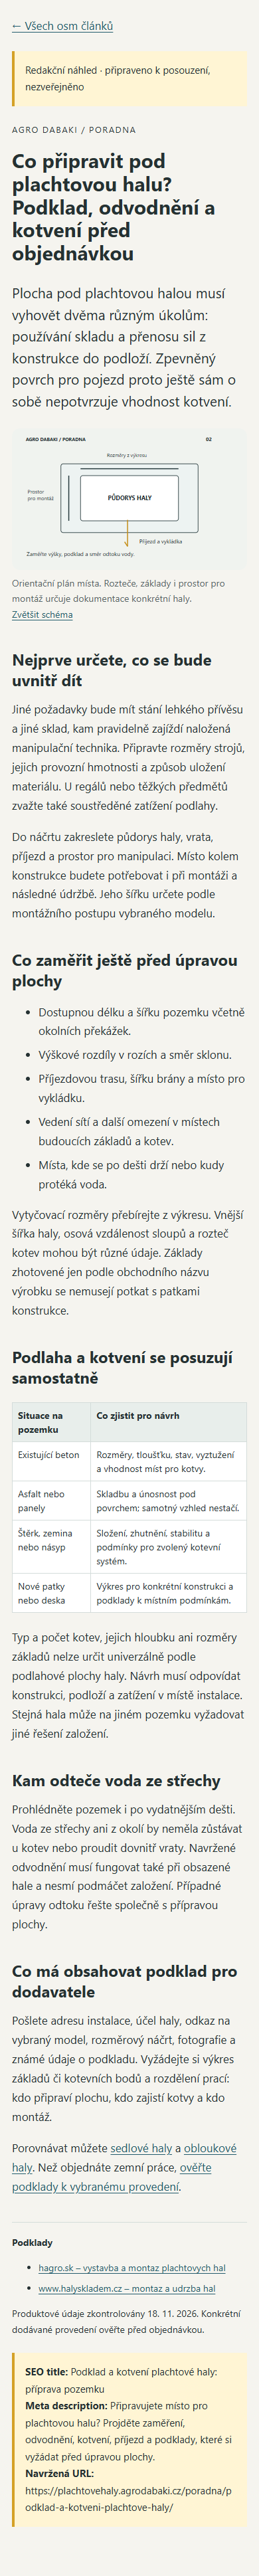 ← Všech osm článků
Redakční náhled · připraveno k posouzení,
nezveřejněno
AGRO DABAKI / PORADNA
Co připravit pod
plachtovou halu?
Podklad, odvodnění a
kotvení před
objednávkou
Plocha pod plachtovou halou musí
vyhovět dvěma různým úkolům:
používání skladu a přenosu sil z
konstrukce do podloží. Zpevněný
povrch pro pojezd proto ještě sám o
sobě nepotvrzuje vhodnost kotvení.
AGRO DABAKI / PORADNA
02
Rozměry z výkresu
Prostor
pro montáž
PŮDORYS HALY
Příjezd a vykládka
Zaměřte výšky, podklad a směr odtoku vody.
Orientační plán místa. Rozteče, základy i prostor pro
montáž určuje dokumentace konkrétní haly.
Zvětšit schéma
Nejprve určete, co se bude
uvnitř dít
Jiné požadavky bude mít stání lehkého přívěsu
a jiné sklad, kam pravidelně zajíždí naložená
manipulační technika. Připravte rozměry strojů,
jejich provozní hmotnosti a způsob uložení
materiálu. U regálů nebo těžkých předmětů
zvažte také soustředěné zatížení podlahy.
Do náčrtu zakreslete půdorys haly, vrata,
příjezd a prostor pro manipulaci. Místo kolem
konstrukce budete potřebovat i při montáži a
následné údržbě. Jeho šířku určete podle
montážního postupu vybraného modelu.
Co zaměřit ještě před úpravou
plochy
• Dostupnou délku a šířku pozemku včetně
okolních překážek.
• Výškové rozdíly v rozích a směr sklonu.
• Příjezdovou trasu, šířku brány a místo pro
vykládku.
• Vedení sítí a další omezení v místech
budoucích základů a kotev.
• Místa, kde se po dešti drží nebo kudy
protéká voda.
Vytyčovací rozměry přebírejte z výkresu. Vnější
šířka haly, osová vzdálenost sloupů a rozteč
kotev mohou být různé údaje. Základy
zhotovené jen podle obchodního názvu
výrobku se nemusejí potkat s patkami
konstrukce.
Podlaha a kotvení se posuzují
samostatně
Situace na
pozemku
Co zjistit pro návrh
Existující beton
Rozměry, tloušťku, stav, vyztužení
a vhodnost míst pro kotvy.
Asfalt nebo
panely
Skladbu a únosnost pod
povrchem; samotný vzhled nestačí.
Štěrk, zemina
nebo násyp
Složení, zhutnění, stabilitu a
podmínky pro zvolený kotevní
systém.
Nové patky
nebo deska
Výkres pro konkrétní konstrukci a
podklady k místním podmínkám.
Typ a počet kotev, jejich hloubku ani rozměry
základů nelze určit univerzálně podle
podlahové plochy haly. Návrh musí odpovídat
konstrukci, podloží a zatížení v místě instalace.
Stejná hala může na jiném pozemku vyžadovat
jiné řešení založení.
Kam odteče voda ze střechy
Prohlédněte pozemek i po vydatnějším dešti.
Voda ze střechy ani z okolí by neměla zůstávat
u kotev nebo proudit dovnitř vraty. Navržené
odvodnění musí fungovat také při obsazené
hale a nesmí podmáčet založení. Případné
úpravy odtoku řešte společně s přípravou
plochy.
Co má obsahovat podklad pro
dodavatele
Pošlete adresu instalace, účel haly, odkaz na
vybraný model, rozměrový náčrt, fotografie a
známé údaje o podkladu. Vyžádejte si výkres
základů či kotevních bodů a rozdělení prací:
kdo připraví plochu, kdo zajistí kotvy a kdo
montáž.
Porovnávat můžete sedlové haly a obloukové
haly. Než objednáte zemní práce, ověřte
podklady k vybranému provedení.
Podklady
• hagro.sk – vystavba a montaz plachtovych hal
• www.halyskladem.cz – montaz a udrzba hal
Produktové údaje zkontrolovány 18. 11. 2026. Konkrétní
dodávané provedení ověřte před objednávkou.
SEO title: Podklad a kotvení plachtové haly:
příprava pozemku
Meta description: Připravujete místo pro
plachtovou halu? Projděte zaměření,
odvodnění, kotvení, příjezd a podklady, které si
vyžádat před úpravou plochy.
Navržená URL:
https://plachtovehaly.agrodabaki.cz/poradna/p
odklad-a-kotveni-plachtove-haly/